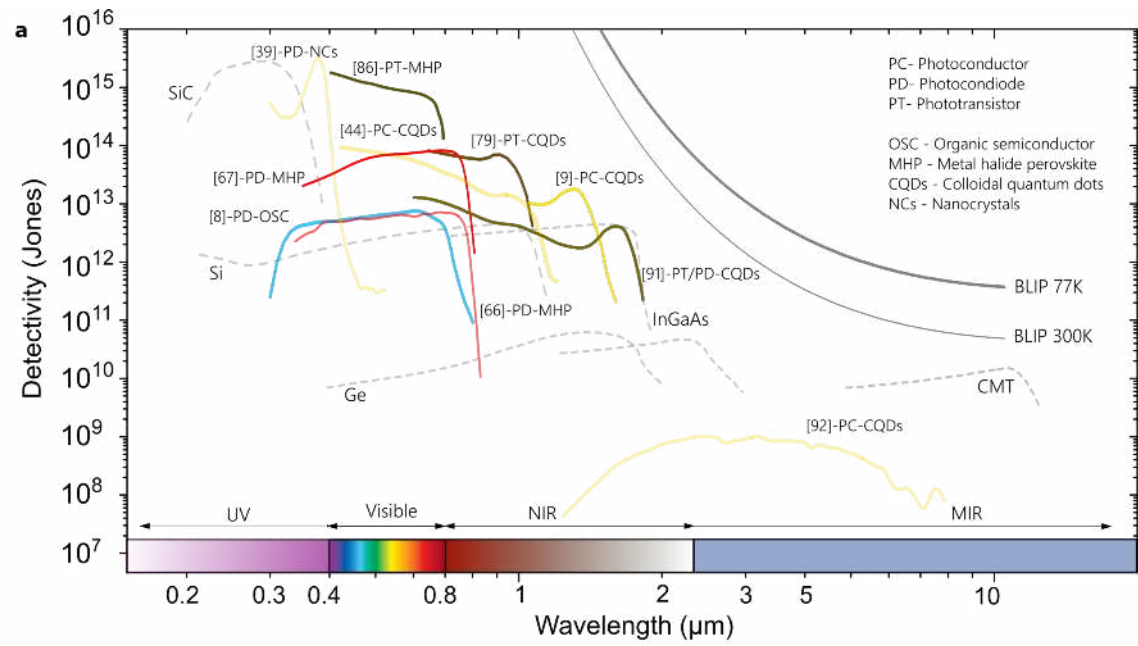 a
10^16
10^15
10^14
10^13
10^12
10^11
10^10
10^9
10^8
10^7
Detectivity (Jones)
[39]-PD-NCs
[86]-PT-MHP
SiC
[44]-PC-CQDs
[79]-PT-CQDs
[67]-PD-MHP
[9]-PC-CQDs
[8]-PD-OSC
Si
[91]-PT/PD-CQDs
[66]-PD-MHP
InGaAs
Ge
BLIP 77K
BLIP 300K
CMT
[92]-PC-CQDs
PC- Photoconductor
PD- Photocondiode
PT- Phototransistor
OSC - Organic semiconductor
MHP - Metal halide perovskite
CQDs - Colloidal quantum dots
NCs - Nanocrystals
UV
Visible
NIR
MIR
0.2 0.3 0.4 0.8 1 2 3 5 10
Wavelength (μm)